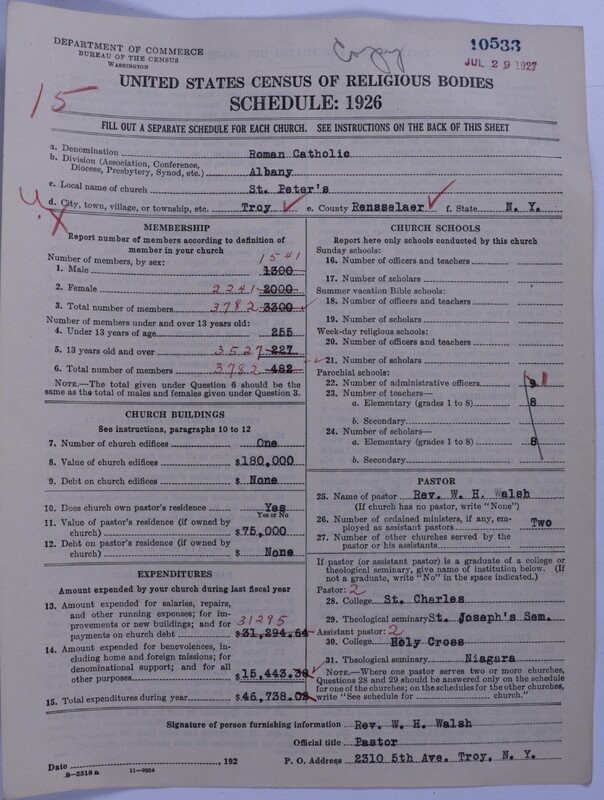 DEPARTMENT OF COMMERCE
BUREAU OF THE CENSUS
WASHINGTON
Copy
10533
JUL 29 1927
15
UNITED STATES CENSUS OF RELIGIOUS BODIES
SCHEDULE: 1926
FILL OUT A SEPARATE SCHEDULE FOR EACH CHURCH. SEE INSTRUCTIONS ON THE BACK OF THIS SHEET
a. Denomination Roman Catholic
b. Division (Association, Conference, Diocese, Presbytery, Synod, etc.) Albany
c. Local name of church St. Peter's
d. City, town, village, or township, etc. Troy e. County Rensselaer f. State N. Y.
MEMBERSHIP
Report number of members according to definition of
member in your church
Number of members, by sex: 1541
1. Male 1300
2. Female 2241 2000
3. Total number of members 3782 3300
Number of members under and over 13 years old:
4. Under 13 years of age 255
5. 13 years old and over 3527 227
6. Total number of members 3782 482
NOTE.—The total given under Question 6 should be
same as the total of males and females given under Question 3.
CHURCH BUILDINGS
See instructions, paragraphs 10 to 12
7. Number of church edifices One
8. Value of church edifices $180,000
9. Debt on church edifices $ None
10. Does church own pastor's residence Yes
Yes or No
11. Value of pastor's residence (if owned by
church) $75,000
12. Debt on pastor's residence (if owned by
church) $ None
EXPENDITURES
Amount expended by your church during last fiscal year
13. Amount expended for salaries, repairs,
and other running expenses; for im-
provements or new buildings; and for 31295
payments on church debt $31,294.64
14. Amount expended for benevolences,
including home and foreign missions; for
denominational support; and for all
other purposes $15,443.38
15. Total expenditures during year $46,738.02
CHURCH SCHOOLS
Report here only schools conducted by this church
Sunday schools:
16. Number of officers and teachers
17. Number of scholars
Summer vacation Bible schools:
18. Number of officers and teachers
19. Number of scholars
Week-day religious schools:
20. Number of officers and teachers
21. Number of scholars
Parochial schools:
22. Number of administrative officers 1
23. Number of teachers—
a. Elementary (grades 1 to 8) 8
b. Secondary
24. Number of scholars—
a. Elementary (grades 1 to 8) 8
b. Secondary
PASTOR
25. Name of pastor Rev. W. H. Walsh
(If church has no pastor, write "None")
26. Number of ordained ministers, if any, em-
ployed as assistant pastors Two
27. Number of other churches served by the
pastor or his assistants
If pastor (or assistant pastor) is a graduate of a college or
theological seminary, give name of institution below. (If
not a graduate, write "No" in the space indicated.)
Pastor: 2
28. College St. Charles
29. Theological seminary St. Joseph's Sem.
Assistant pastor: 2
30. College Holy Cross
31. Theological seminary Niagara
NOTE.—Where one pastor serves two or more churches,
Questions 28 and 29 should be answered only on the schedule
for one of the churches; on the schedules for the other churches,
write "See schedule for church."
Signature of person furnishing information Rev. W. H. Walsh
Official title Pastor
Date , 192 P. O. Address 2310 5th Ave. Troy, N. Y.
8-5518 a 11-9064